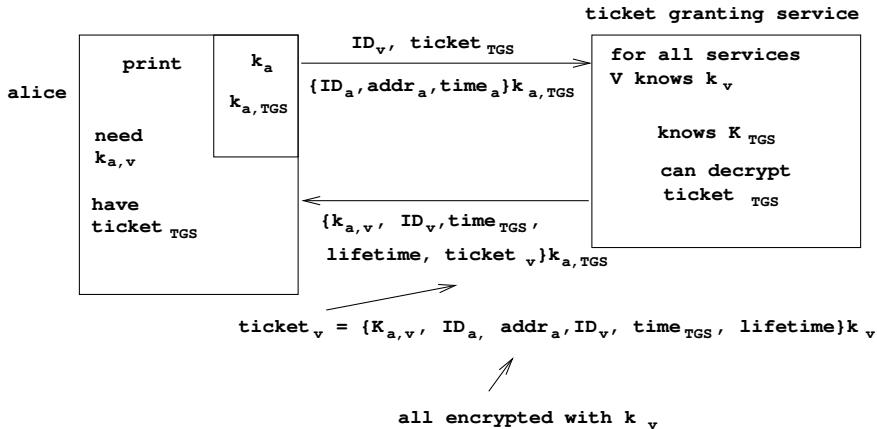 ticket granting service
alice
print
k_a
k_a,TGS
need
k_a,v
have
ticket_TGS
ID_v, ticket_TGS
{ID_a,addr_a,time_a}k_a,TGS
for all services
V knows k_v
knows K_TGS
can decrypt
ticket_TGS
{k_a,v, ID_v,time_TGS,
lifetime, ticket_v}k_a,TGS
ticket_v = {K_a,v, ID_a, addr_a,ID_v, time_TGS, lifetime}k_v
all encrypted with k_v